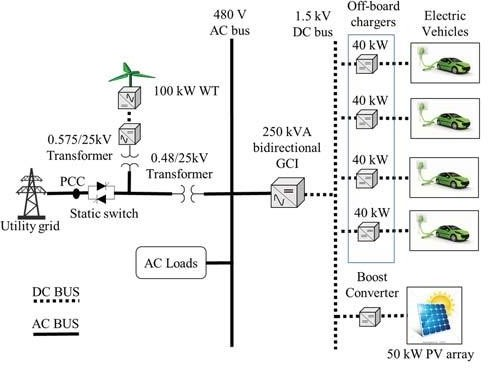 480 V
AC bus
1.5 kV
DC bus
Off-board
chargers
Electric
Vehicles
40 kW
100 kW WT
40 kW
0.575/25kV
Transformer
250 kVA
bidirectional
GCI
0.48/25kV
Transformer
40 kW
PCC
Static switch
Utility grid
40 kW
AC Loads
Boost
Converter
DC BUS
AC BUS
50 kW PV array